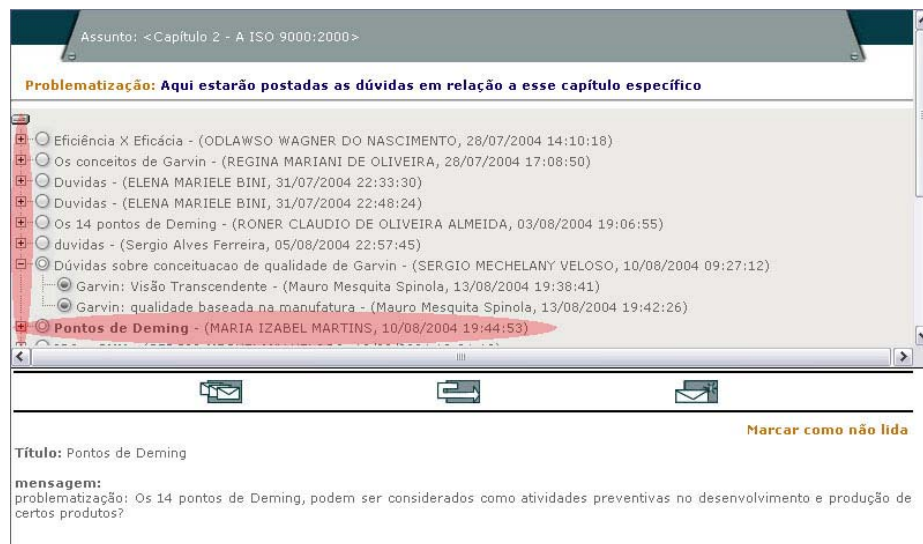 Assunto: <Capítulo 2 - A ISO 9000:2000>
Problematização: Aqui estarão postadas as dúvidas em relação a esse capítulo específico
Eficiência X Eficácia - (ODLAWSO WAGNER DO NASCIMENTO, 28/07/2004 14:10:18)
Os conceitos de Garvin - (REGINA MARIANI DE OLIVEIRA, 28/07/2004 17:08:50)
Duvidas - (ELENA MARIELE BINI, 31/07/2004 22:33:30)
Duvidas - (ELENA MARIELE BINI, 31/07/2004 22:48:24)
Os 14 pontos de Deming - (RONER CLAUDIO DE OLIVEIRA ALMEIDA, 03/08/2004 19:06:55)
duvidas - (Sergio Alves Ferreira, 05/08/2004 22:57:45)
Dúvidas sobre conceituacao de qualidade de Garvin - (SERGIO MECHELANY VELOSO, 10/08/2004 09:27:12)
Garvin: Visão Transcendente - (Mauro Mesquita Spinola, 13/08/2004 19:38:41)
Garvin: qualidade baseada na manufatura - (Mauro Mesquita Spinola, 13/08/2004 19:42:26)
Pontos de Deming - (MARIA IZABEL MARTINS, 10/08/2004 19:44:53)
Marcar como não lida
Título: Pontos de Deming
mensagem:
problematização: Os 14 pontos de Deming, podem ser considerados como atividades preventivas no desenvolvimento e produção de
certos produtos?